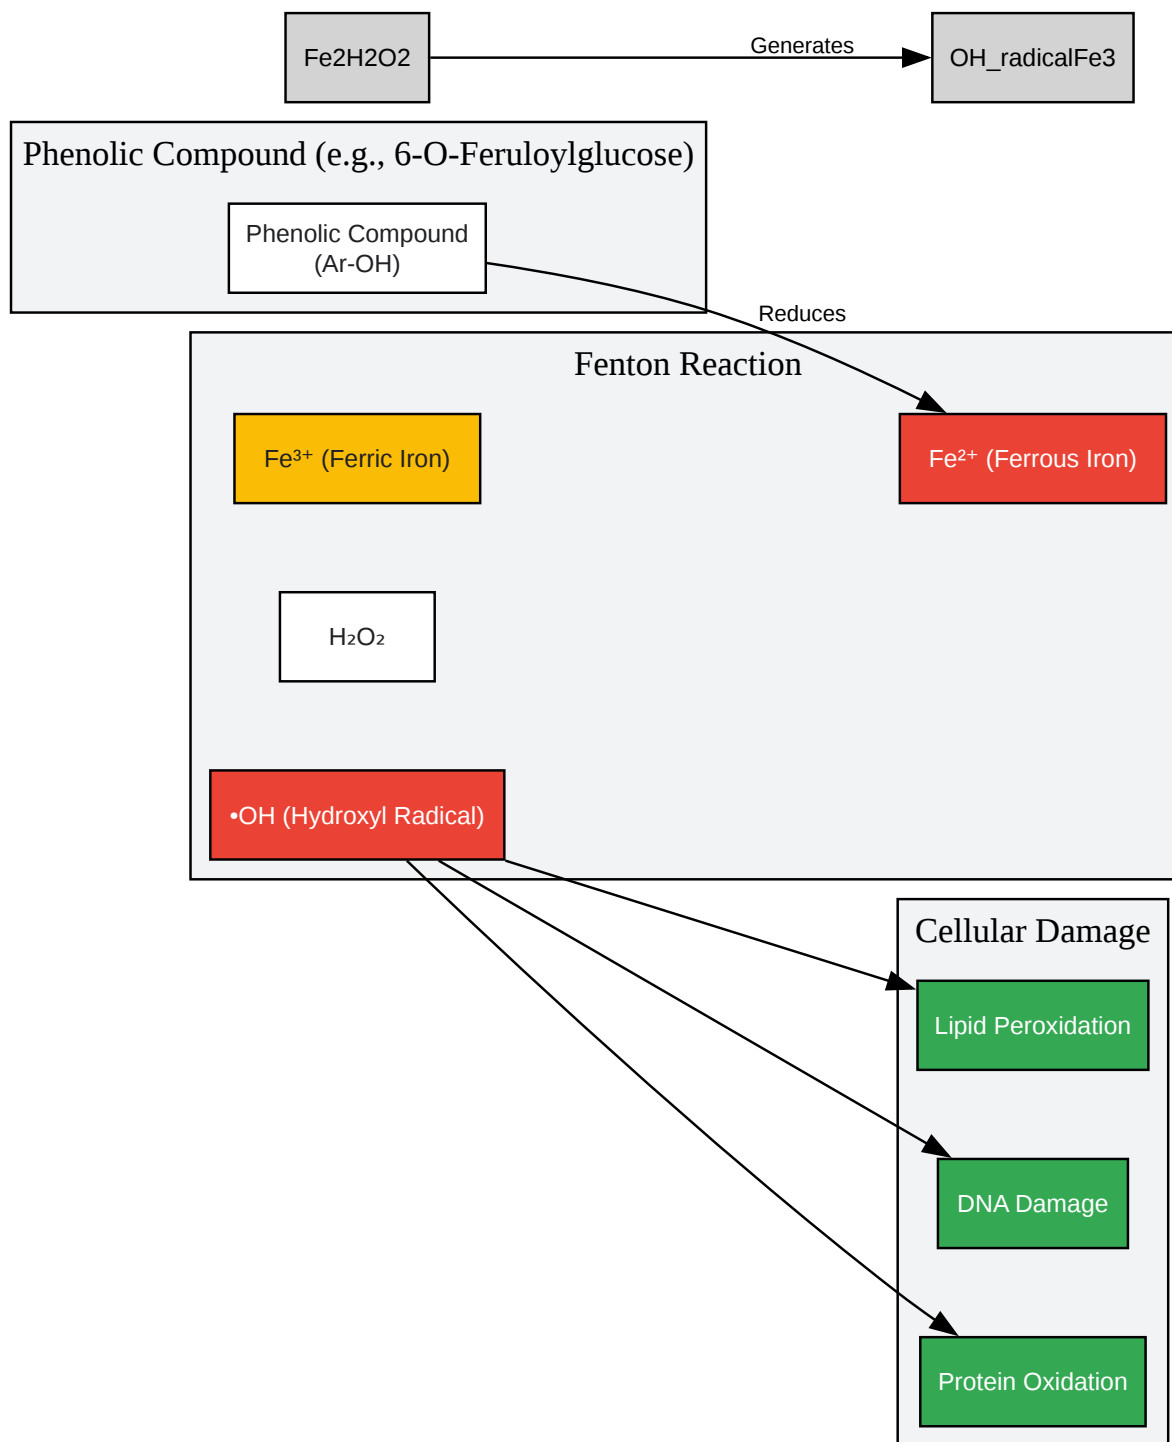 Fe2H2O2
Generates
OH_radicalFe3
Phenolic Compound (e.g., 6-O-Feruloylglucose)
Phenolic Compound
(Ar-OH)
Reduces
Fenton Reaction
Fe³⁺ (Ferric Iron)
Fe²⁺ (Ferrous Iron)
H₂O₂
•OH (Hydroxyl Radical)
Cellular Damage
Lipid Peroxidation
DNA Damage
Protein Oxidation